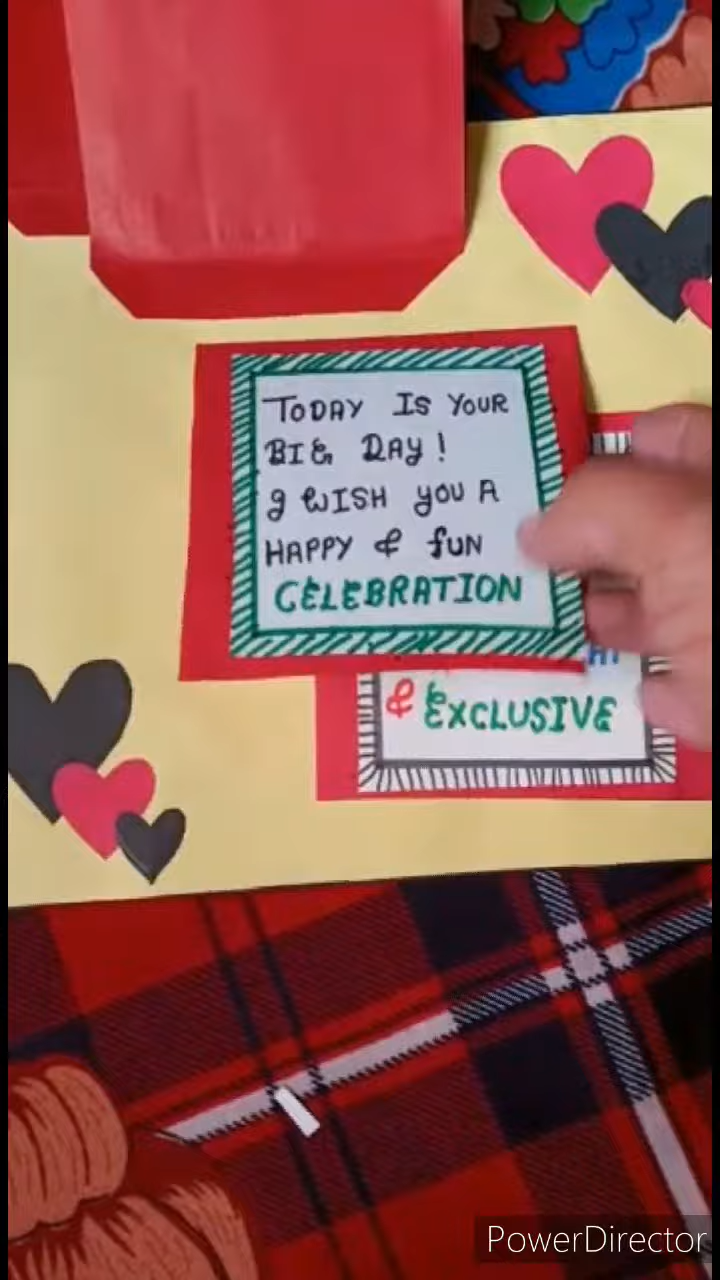 TODAY IS YOUR
BIG DAY!
I WISH YOU A
HAPPY & fUN
CELEBRATION
& EXCLUSIVE
PowerDirector